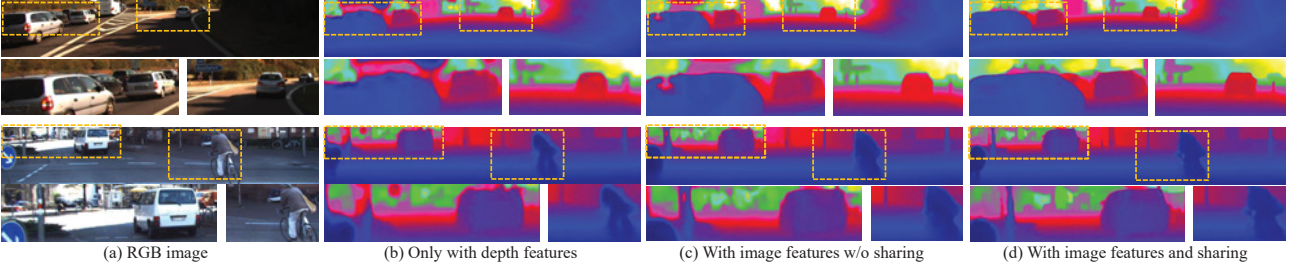 (a) RGB image
(b) Only with depth features
(c) With image features w/o sharing
(d) With image features and sharing